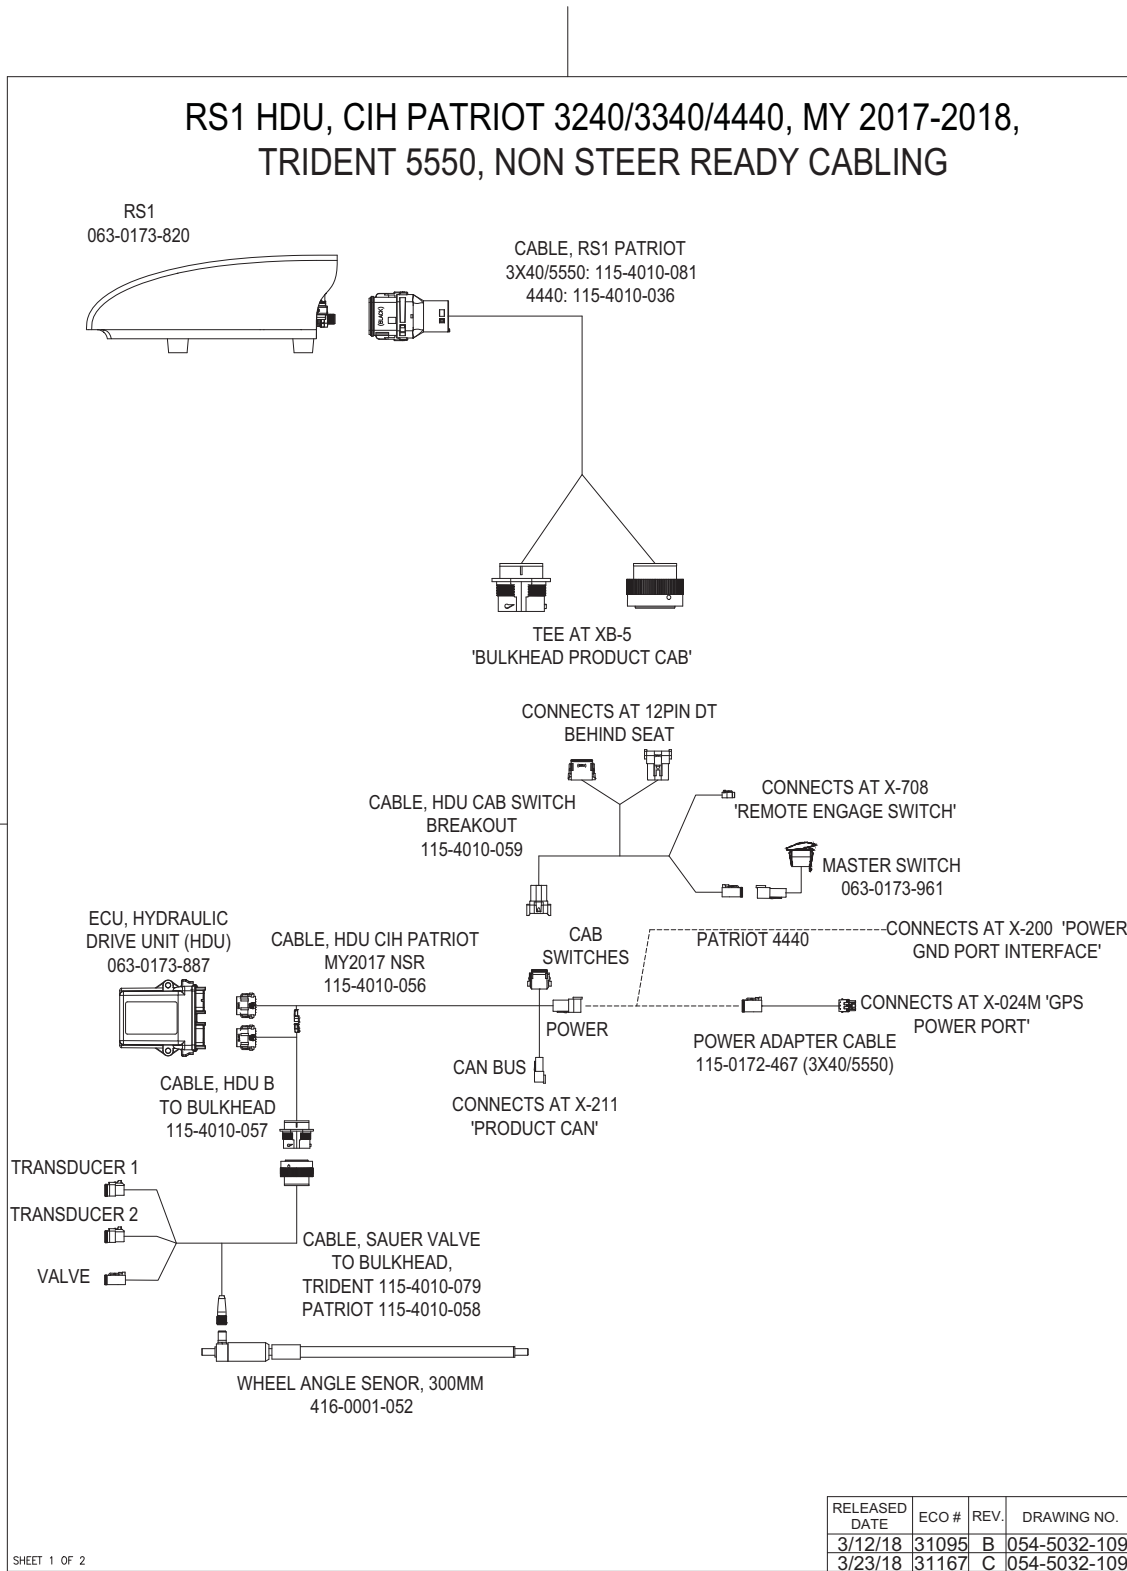 RS1 HDU, CIH PATRIOT 3240/3340/4440, MY 2017-2018,
TRIDENT 5550, NON STEER READY CABLING
RS1
063-0173-820
CABLE, RS1 PATRIOT
3X40/5550: 115-4010-081
4440: 115-4010-036
(BLACK)
TEE AT XB-5
'BULKHEAD PRODUCT CAB'
CONNECTS AT 12PIN DT
BEHIND SEAT
CABLE, HDU CAB SWITCH
BREAKOUT
115-4010-059
CONNECTS AT X-708
'REMOTE ENGAGE SWITCH'
MASTER SWITCH
063-0173-961
ECU, HYDRAULIC
DRIVE UNIT (HDU)
063-0173-887
CABLE, HDU CIH PATRIOT
MY2017 NSR
115-4010-056
CAB
SWITCHES
PATRIOT 4440
CONNECTS AT X-200 'POWER
GND PORT INTERFACE'
POWER
CONNECTS AT X-024M 'GPS
POWER PORT'
POWER ADAPTER CABLE
115-0172-467 (3X40/5550)
CAN BUS
CONNECTS AT X-211
'PRODUCT CAN'
CABLE, HDU B
TO BULKHEAD
115-4010-057
TRANSDUCER 1
TRANSDUCER 2
VALVE
CABLE, SAUER VALVE
TO BULKHEAD,
TRIDENT 115-4010-079
PATRIOT 115-4010-058
WHEEL ANGLE SENOR, 300MM
416-0001-052
RELEASED DATE ECO # REV. DRAWING NO.
3/12/18 31095 B 054-5032-109
3/23/18 31167 C 054-5032-109
SHEET 1 OF 2